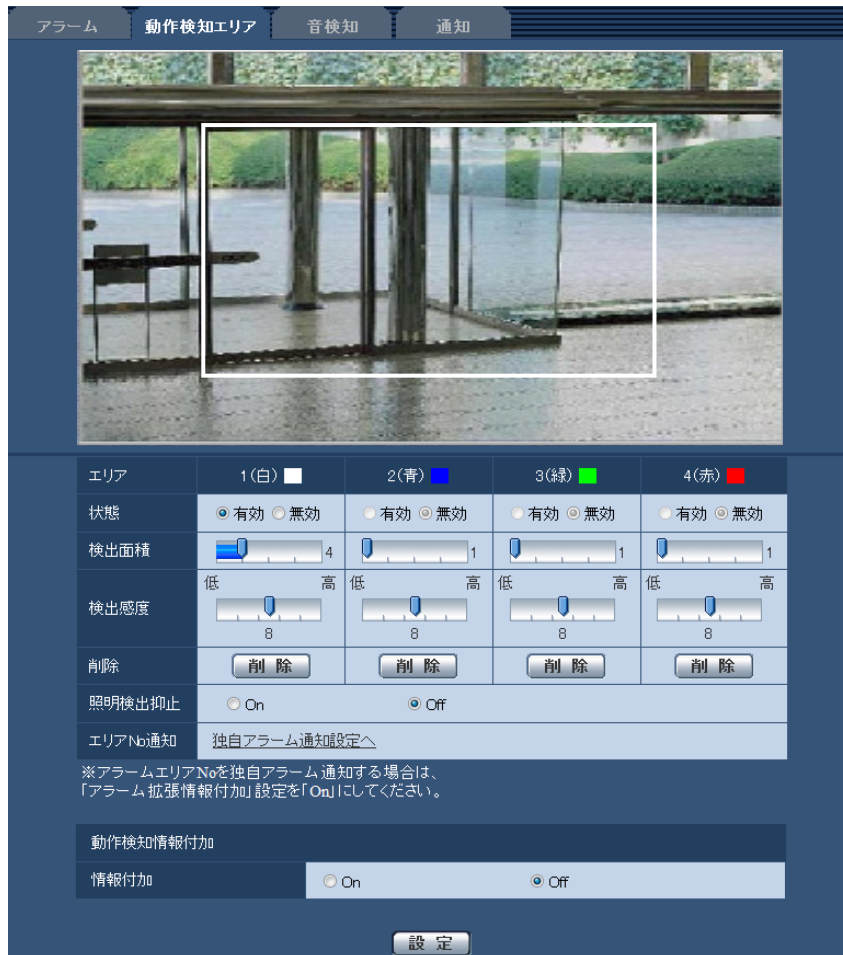 アラーム 動作検知エリア 音検知 通知
エリア 1(白) 2(青) 3(緑) 4(赤)
状態 有効 無効 有効 無効 有効 無効 有効 無効
検出面積 4 1 1 1
検出感度 低 高 低 高 低 高 低 高
8 8 8 8
削除 削 除 削 除 削 除 削 除
照明検出抑止 On Off
エリアNo通知 独自アラーム通知設定へ
※アラームエリアNoを独自アラーム通知する場合は、
「アラーム拡張情報付加」設定を「On」にしてください。
動作検知情報付加
情報付加 On Off
設 定